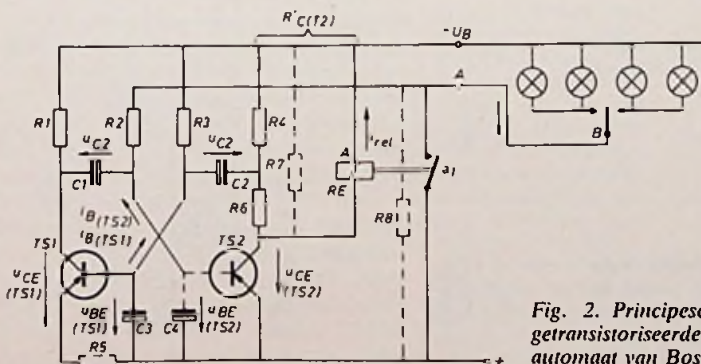 R'C(T2)
-UB
A
R1
R2
R3
R4
uC2
uC2
R7
irel
B
C1
C2
A
RE
a1
R6
R8
iB(TS2)
iB(TS1)
TS1
TS2
uCE
(TS1)
uCE
(TS2)
uBE
(TS1)
C3
C4
uBE
(TS2)
R5
+
Fig. 2. Principesc
getransistoriseerde
automaat van Bos